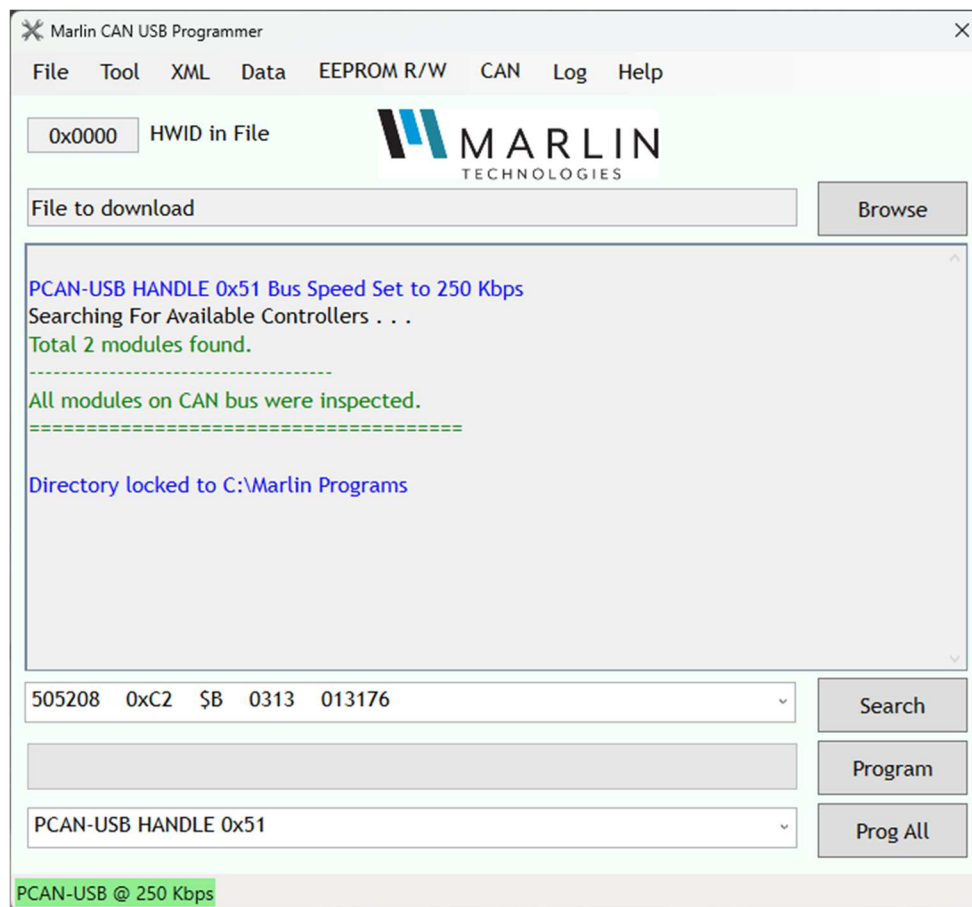 Marlin CAN USB Programmer
File Tool XML Data EEPROM R/W CAN Log Help
0x0000 HWID in File
MARLIN
TECHNOLOGIES
File to download
Browse
PCAN-USB HANDLE 0x51 Bus Speed Set to 250 Kbps
Searching For Available Controllers . . .
Total 2 modules found.
-------------------------------------
All modules on CAN bus were inspected.
======================================
Directory locked to C:\Marlin Programs
505208 0xC2 $B 0313 013176
Search
Program
PCAN-USB HANDLE 0x51
Prog All
PCAN-USB @ 250 Kbps